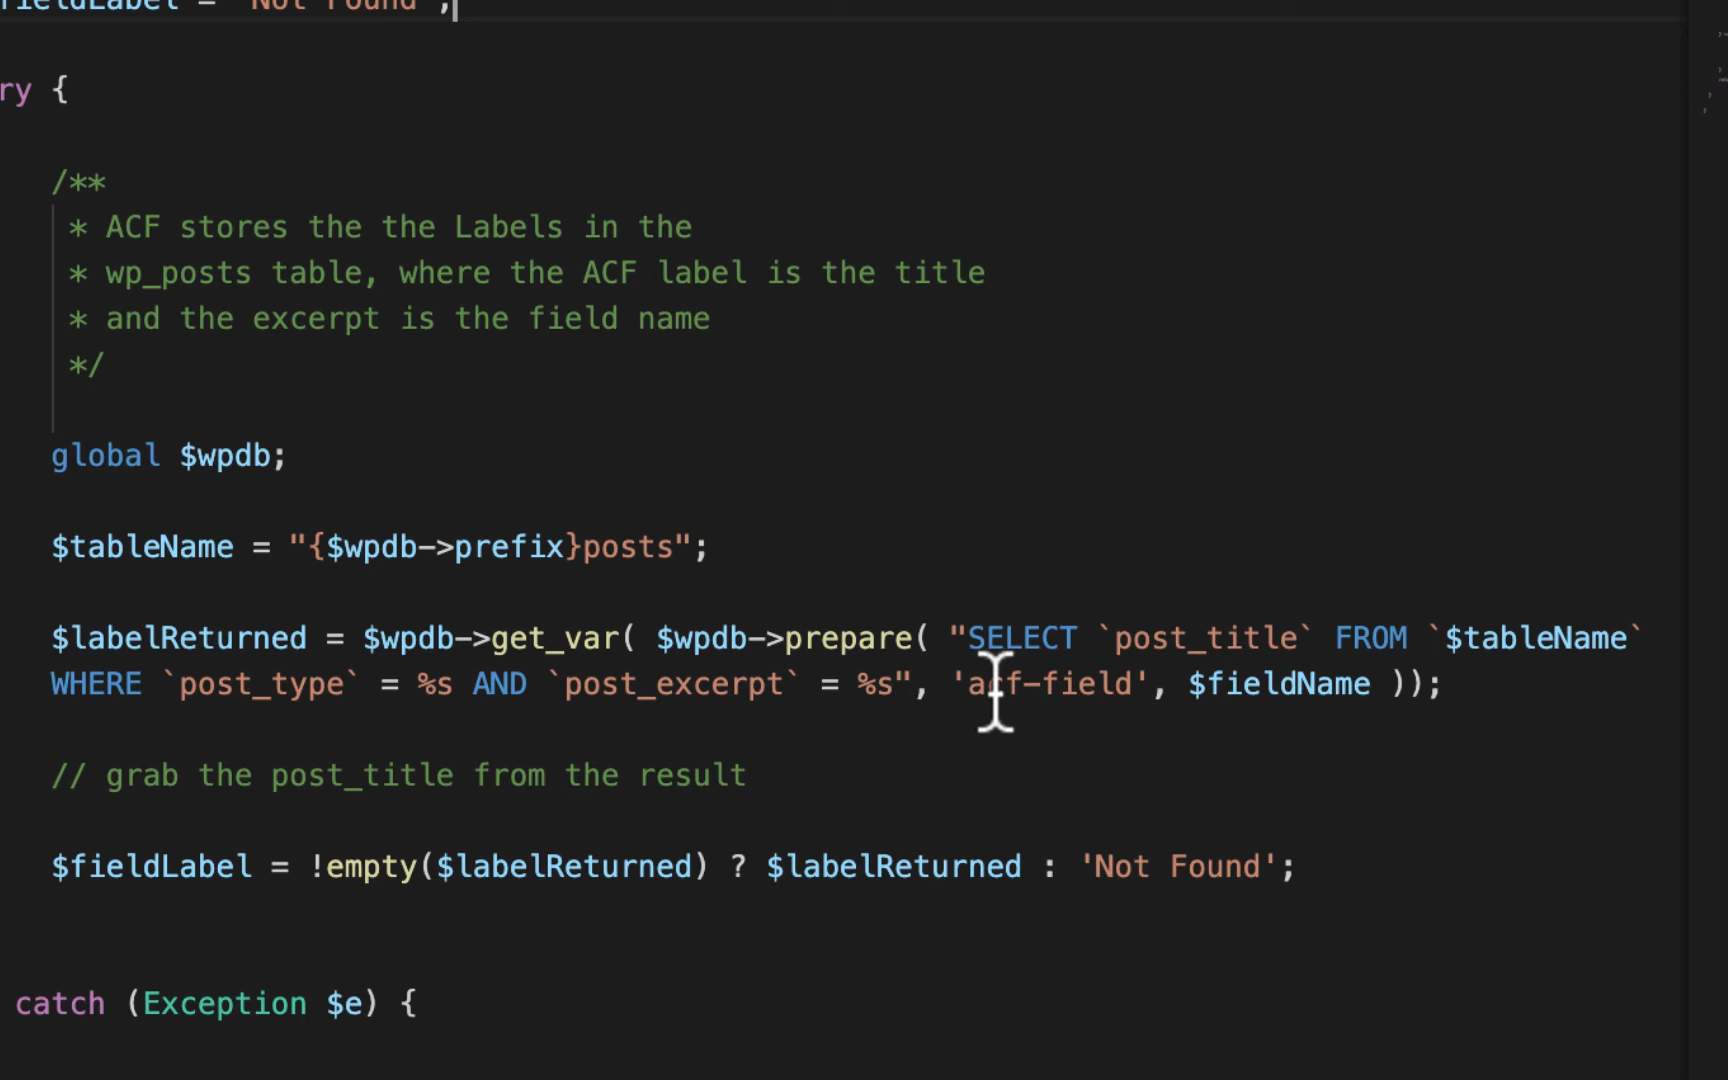 fieldLabel = 'Not Found';
ry {
/**
* ACF stores the the Labels in the
* wp_posts table, where the ACF label is the title
* and the excerpt is the field name
*/
global $wpdb;
$tableName = "{$wpdb->prefix}posts";
$labelReturned = $wpdb->get_var( $wpdb->prepare( "SELECT `post_title` FROM `$tableName`
WHERE `post_type` = %s AND `post_excerpt` = %s", 'acf-field', $fieldName ));
// grab the post_title from the result
$fieldLabel = !empty($labelReturned) ? $labelReturned : 'Not Found';
catch (Exception $e) {